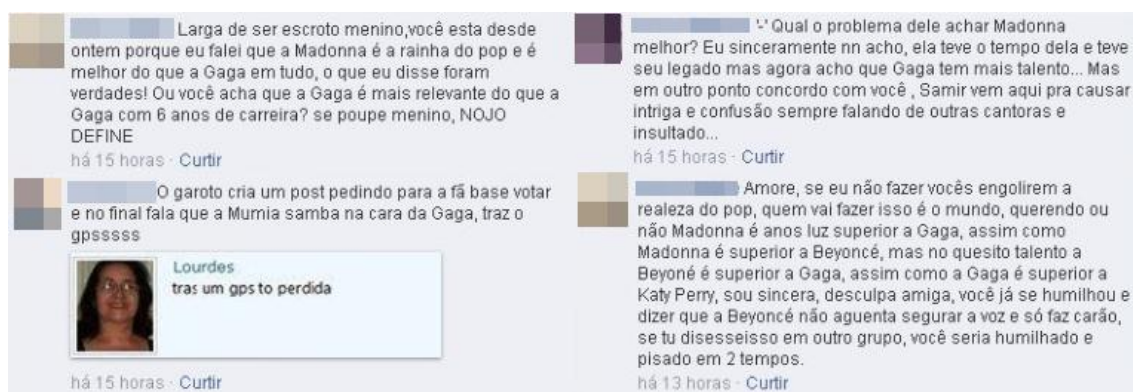 Larga de ser escroto menino,você esta desde
ontem porque eu falei que a Madonna é a rainha do pop e é
melhor do que a Gaga em tudo, o que eu disse foram
verdades! Ou você acha que a Gaga é mais relevante do que a
Gaga com 6 anos de carreira? se poupe menino, NOJO
DEFINE
há 15 horas · Curtir
O garoto cria um post pedindo para a fã base votar
e no final fala que a Mumia samba na cara da Gaga, traz o
gpsssss
Lourdes
tras um gps to perdida
há 15 horas · Curtir
'-' Qual o problema dele achar Madonna
melhor? Eu sinceramente nn acho, ela teve o tempo dela e teve
seu legado mas agora acho que Gaga tem mais talento... Mas
em outro ponto concordo com você , Samir vem aqui pra causar
intriga e confusão sempre falando de outras cantoras e
insultado...
há 15 horas · Curtir
Amore, se eu não fazer vocês engolirem a
realeza do pop, quem vai fazer isso é o mundo, querendo ou
não Madonna é anos luz superior a Gaga, assim como
Madonna é superior a Beyoncé, mas no quesito talento a
Beyoné é superior a Gaga, assim como a Gaga é superior a
Katy Perry, sou sincera, desculpa amiga, você já se humilhou e
dizer que a Beyoncé não aguenta segurar a voz e só faz carão,
se tu disesseisso em outro grupo, você seria humilhado e
pisado em 2 tempos.
há 13 horas · Curtir